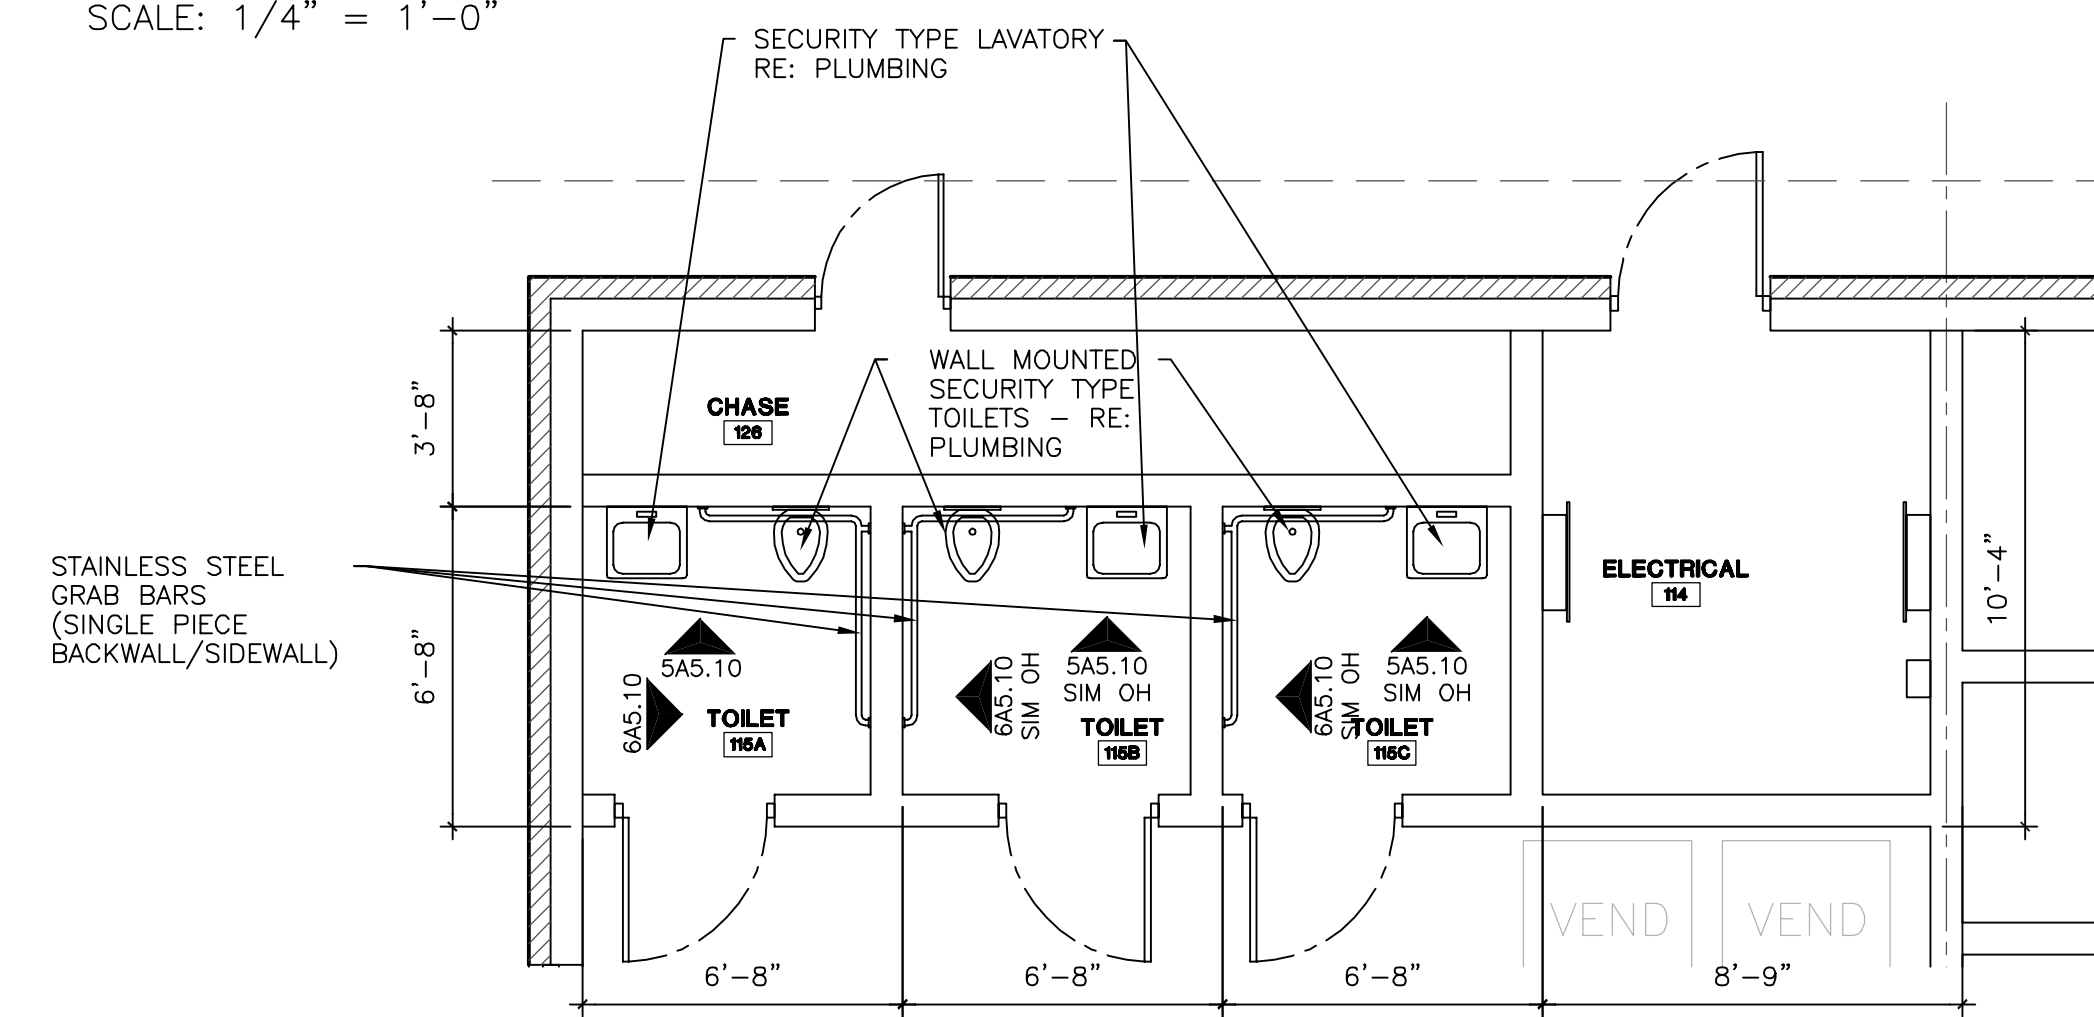 SCALE: 1/4” = 1’-0”
SECURITY TYPE LAVATORY
RE: PLUMBING
WALL MOUNTED
SECURITY TYPE
TOILETS - RE:
PLUMBING
CHASE
126
3’-8”
STAINLESS STEEL
GRAB BARS
(SINGLE PIECE
BACKWALL/SIDEWALL)
6’-8”
5A5.10
6A5.10
TOILET
115A
6A5.10
SIM OH
5A5.10
SIM OH
TOILET
115B
6A5.10
SIM OH
5A5.10
SIM OH
TOILET
115C
ELECTRICAL
114
10’-4”
VEND
VEND
6’-8”
6’-8”
6’-8”
8’-9”